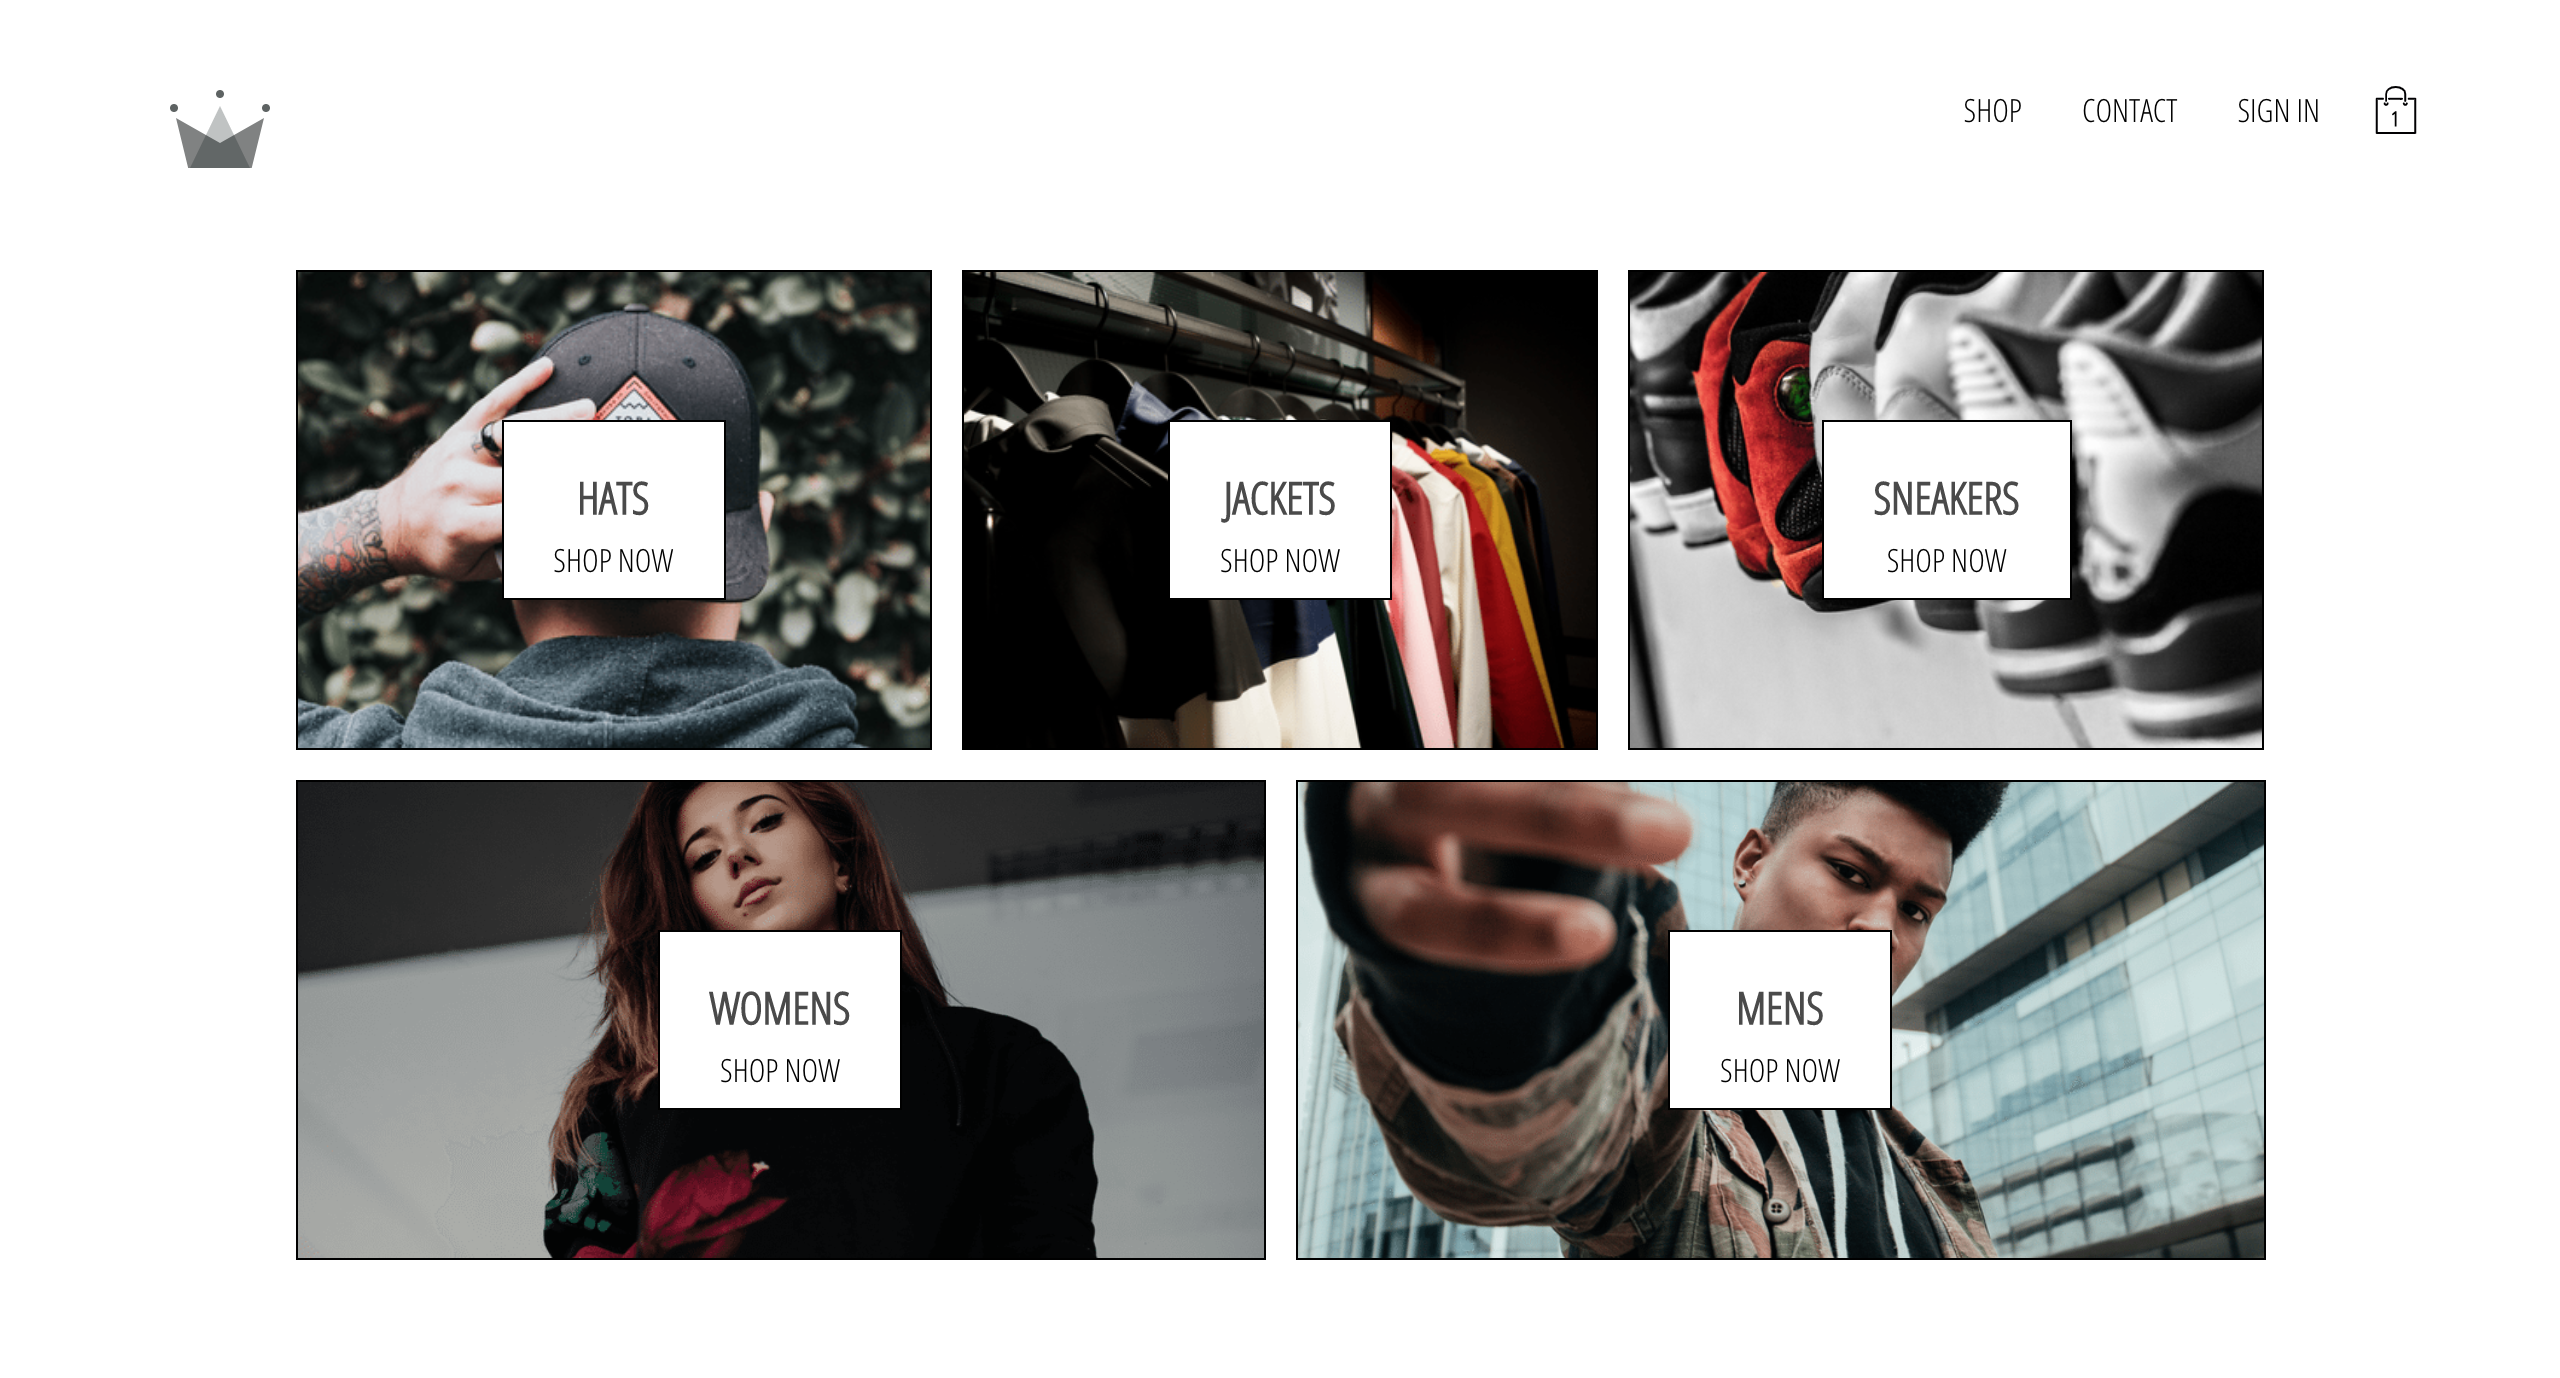 SHOP
CONTACT
SIGN IN
1
HATS
SHOP NOW
JACKETS
SHOP NOW
SNEAKERS
SHOP NOW
WOMENS
SHOP NOW
MENS
SHOP NOW